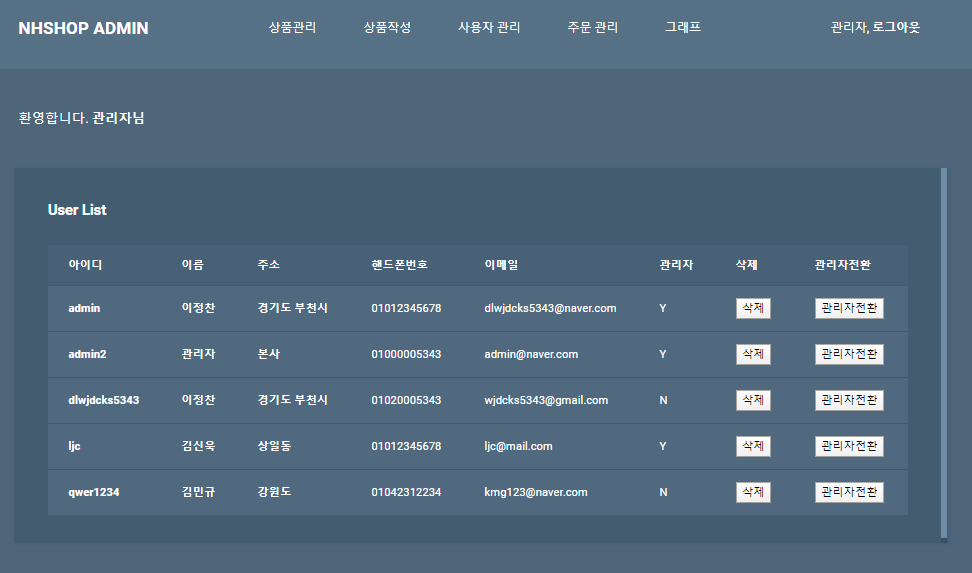 NHSHOP ADMIN 상품관리 상품작성 사용자 관리 주문 관리 그래프 관리자, 로그아웃
환영합니다. 관리자님
User List
아이디 이름 주소 핸드폰번호 이메일 관리자 삭제 관리자전환
admin 이정찬 경기도 부천시 01012345678 dlwjdcks5343@naver.com Y 삭제 관리자전환
admin2 관리자 본사 01000005343 admin@naver.com Y 삭제 관리자전환
dlwjdcks5343 이정찬 경기도 부천시 01020005343 wjdcks5343@gmail.com N 삭제 관리자전환
ljc 김신욱 상일동 01012345678 ljc@mail.com Y 삭제 관리자전환
qwer1234 김민규 강원도 01042312234 kmg123@naver.com N 삭제 관리자전환